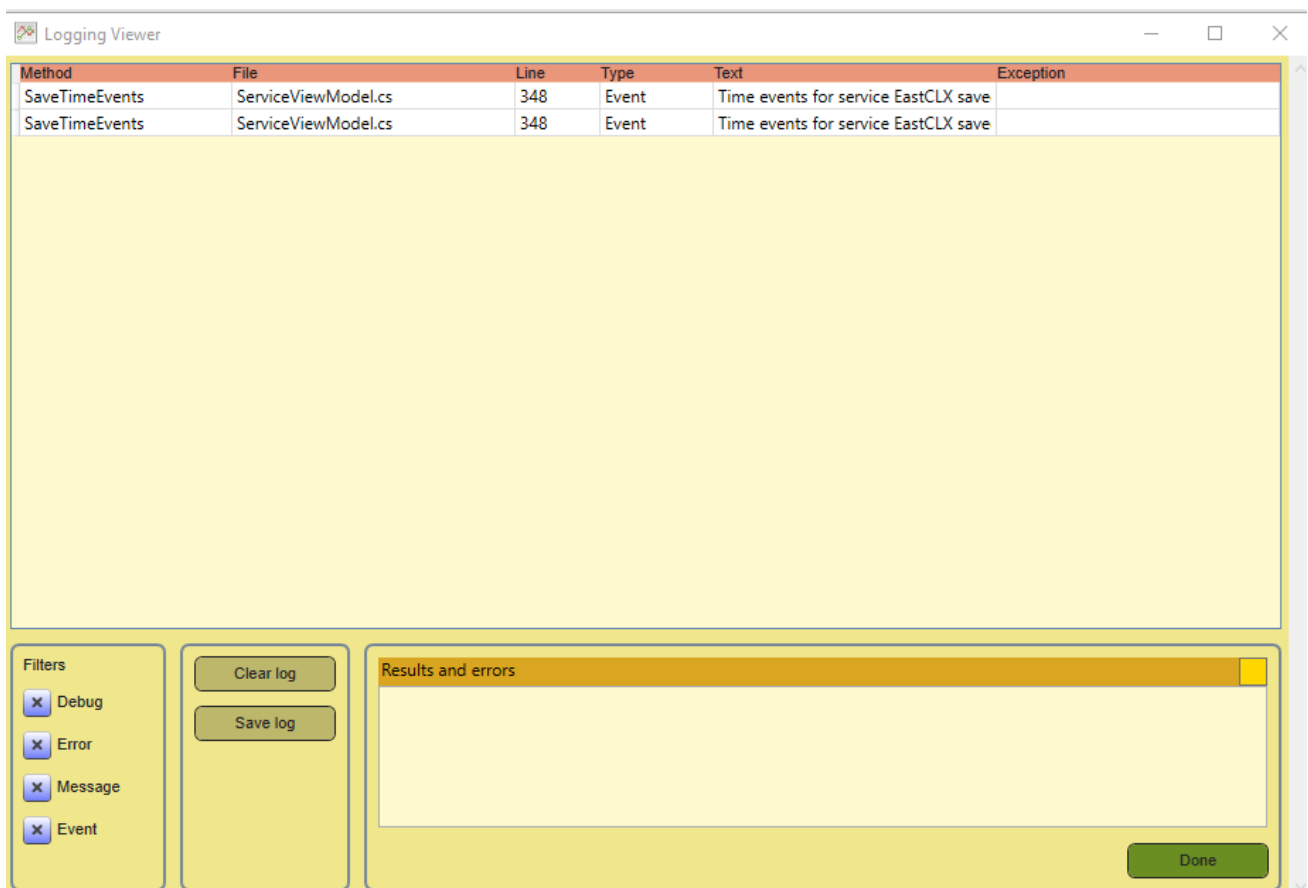 Logging Viewer
Method File Line Type Text Exception
SaveTimeEvents ServiceViewModel.cs 348 Event Time events for service EastCLX save
SaveTimeEvents ServiceViewModel.cs 348 Event Time events for service EastCLX save
Filters
Debug
Error
Message
Event
Clear log
Save log
Results and errors
Done